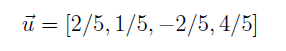 u⃗ = [2/5, 1/5, −2/5, 4/5]